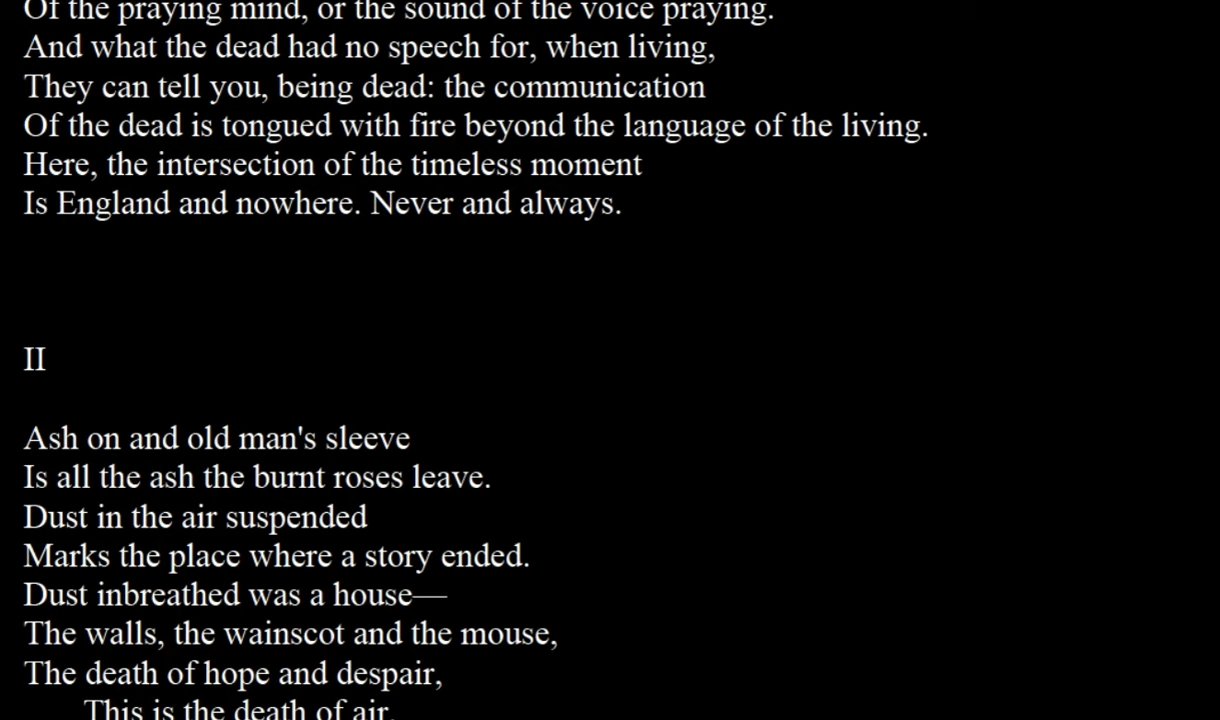 Of the praying mind, or the sound of the voice praying.
And what the dead had no speech for, when living,
They can tell you, being dead: the communication
Of the dead is tongued with fire beyond the language of the living.
Here, the intersection of the timeless moment
Is England and nowhere. Never and always.
II
Ash on and old man's sleeve
Is all the ash the burnt roses leave.
Dust in the air suspended
Marks the place where a story ended.
Dust inbreathed was a house—
The walls, the wainscot and the mouse,
The death of hope and despair,
This is the death of air.